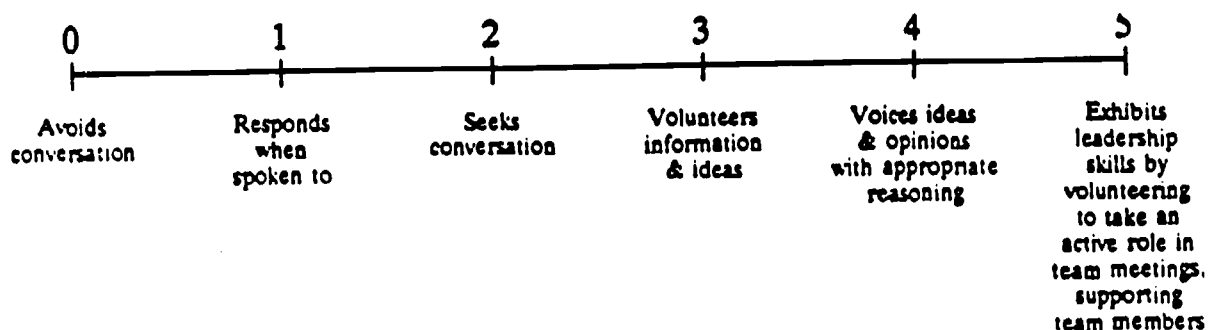 0 1 2 3 4 5
Avoids
conversation
Responds
when
spoken to
Seeks
conversation
Volunteers
information
& ideas
Voices ideas
& opinions
with appropriate
reasoning
Exhibits
leadership
skills by
volunteering
to take an
active role in
team meetings,
supporting
team members